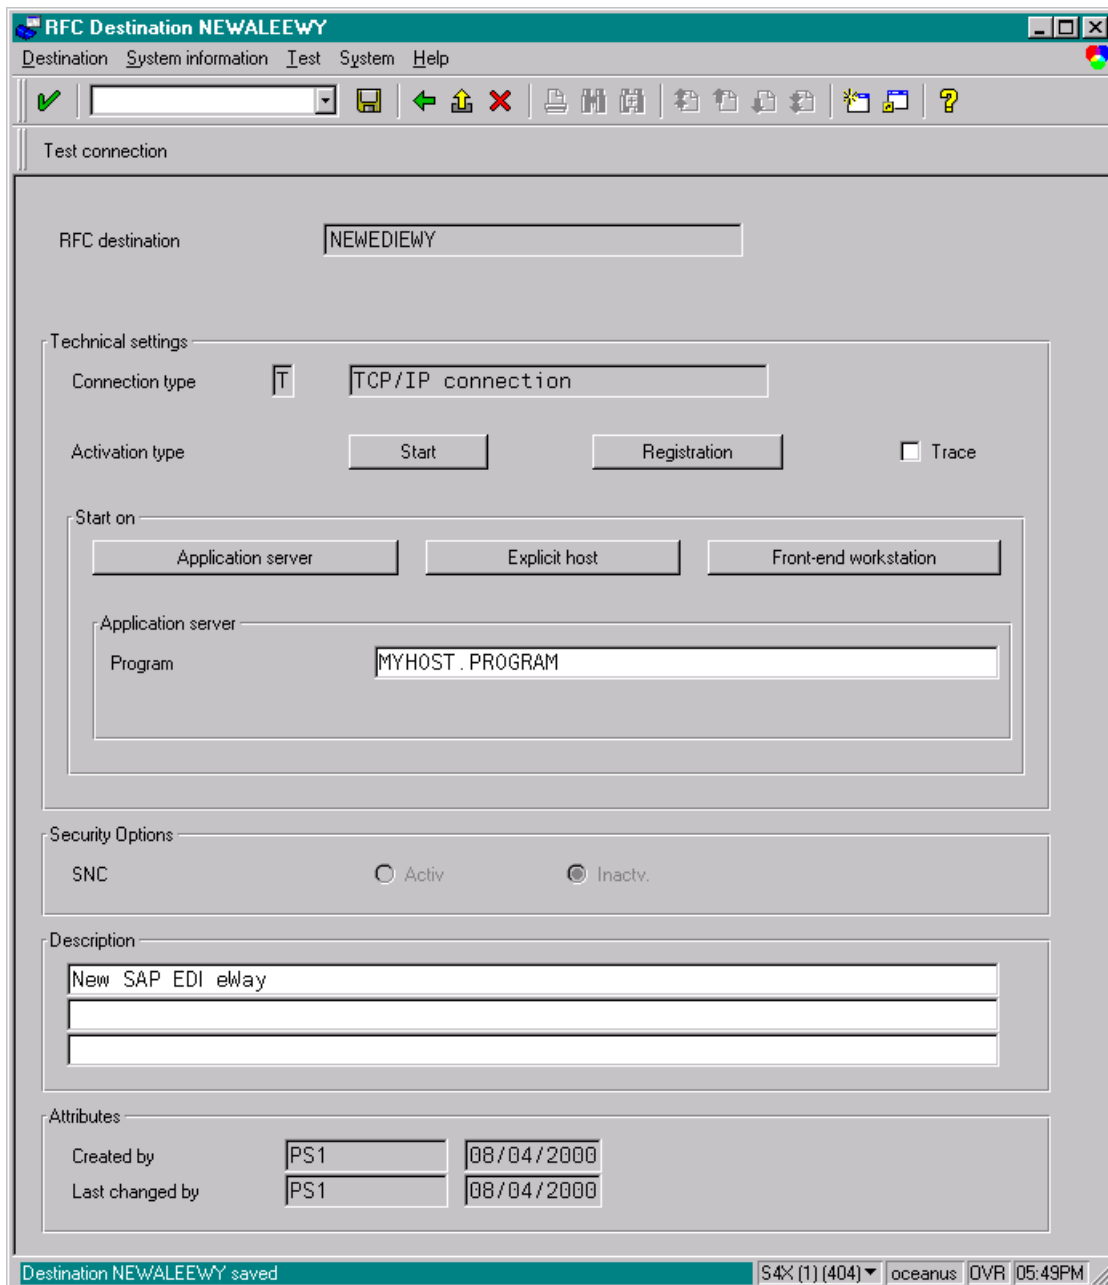 RFC Destination NEWALEEWY
Destination System information Test System Help
Test connection
RFC destination NEWEDIEWY
Technical settings
Connection type T TCP/IP connection
Activation type Start Registration Trace
Start on
Application server Explicit host Front-end workstation
Application server
Program MYHOST.PROGRAM
Security Options
SNC Activ Inactv.
Description
New SAP EDI eWay
Attributes
Created by PS1 08/04/2000
Last changed by PS1 08/04/2000
Destination NEWALEEWY saved S4X (1) (404) oceanus OVR 05:49PM